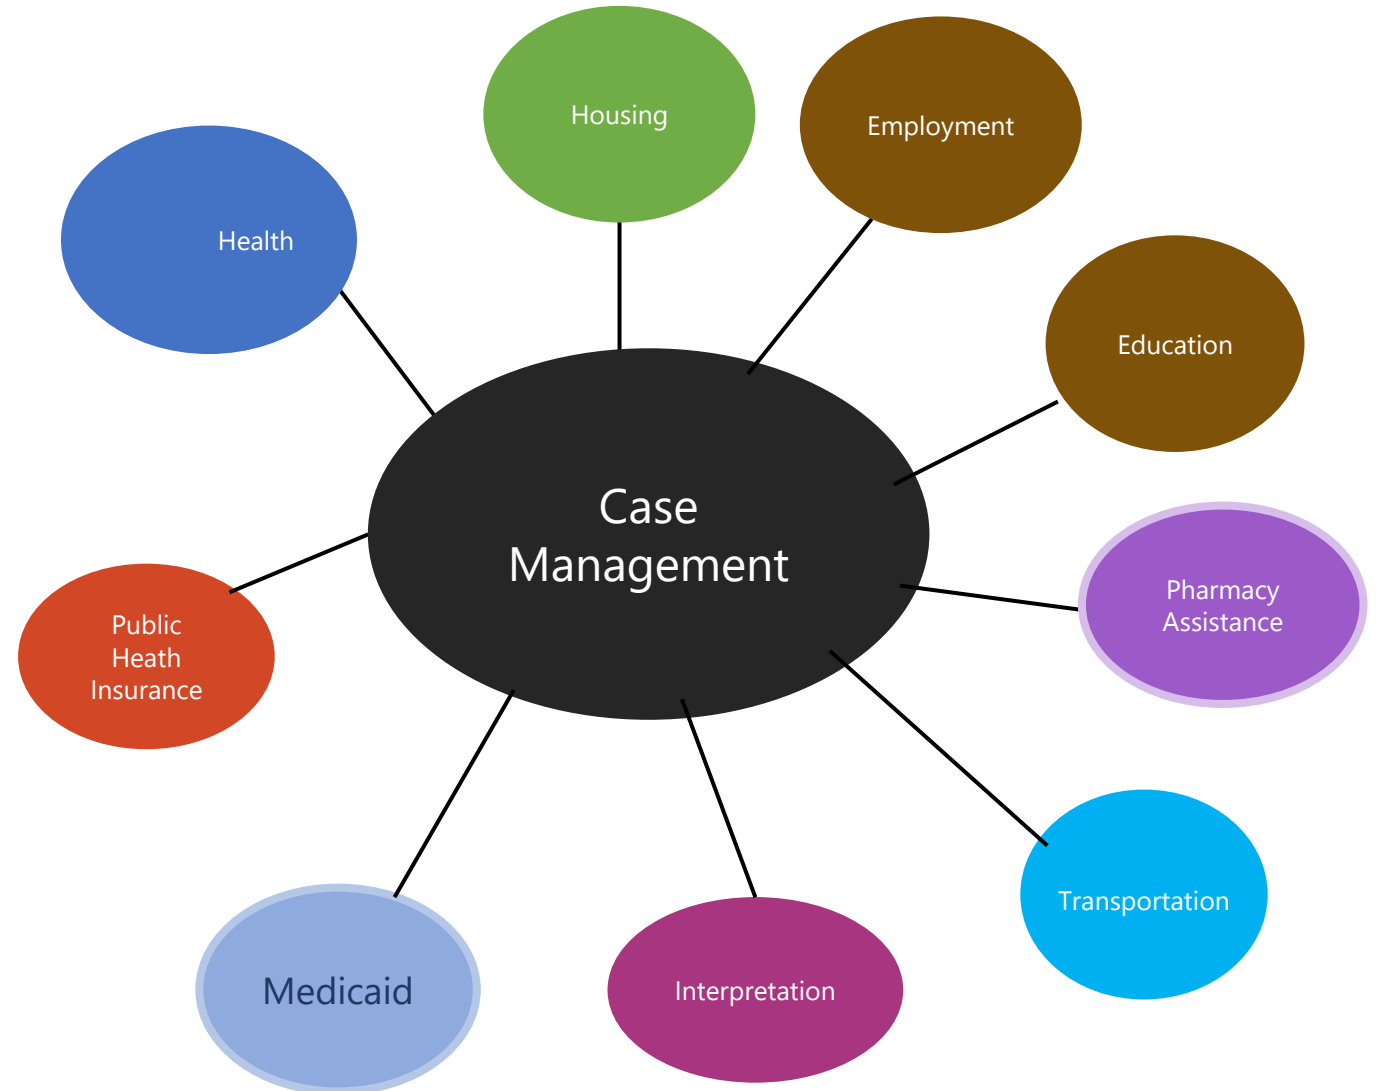 Housing
Employment
Health
Education
Case
Management
Pharmacy
Assistance
Public
Heath
Insurance
Transportation
Medicaid
Interpretation